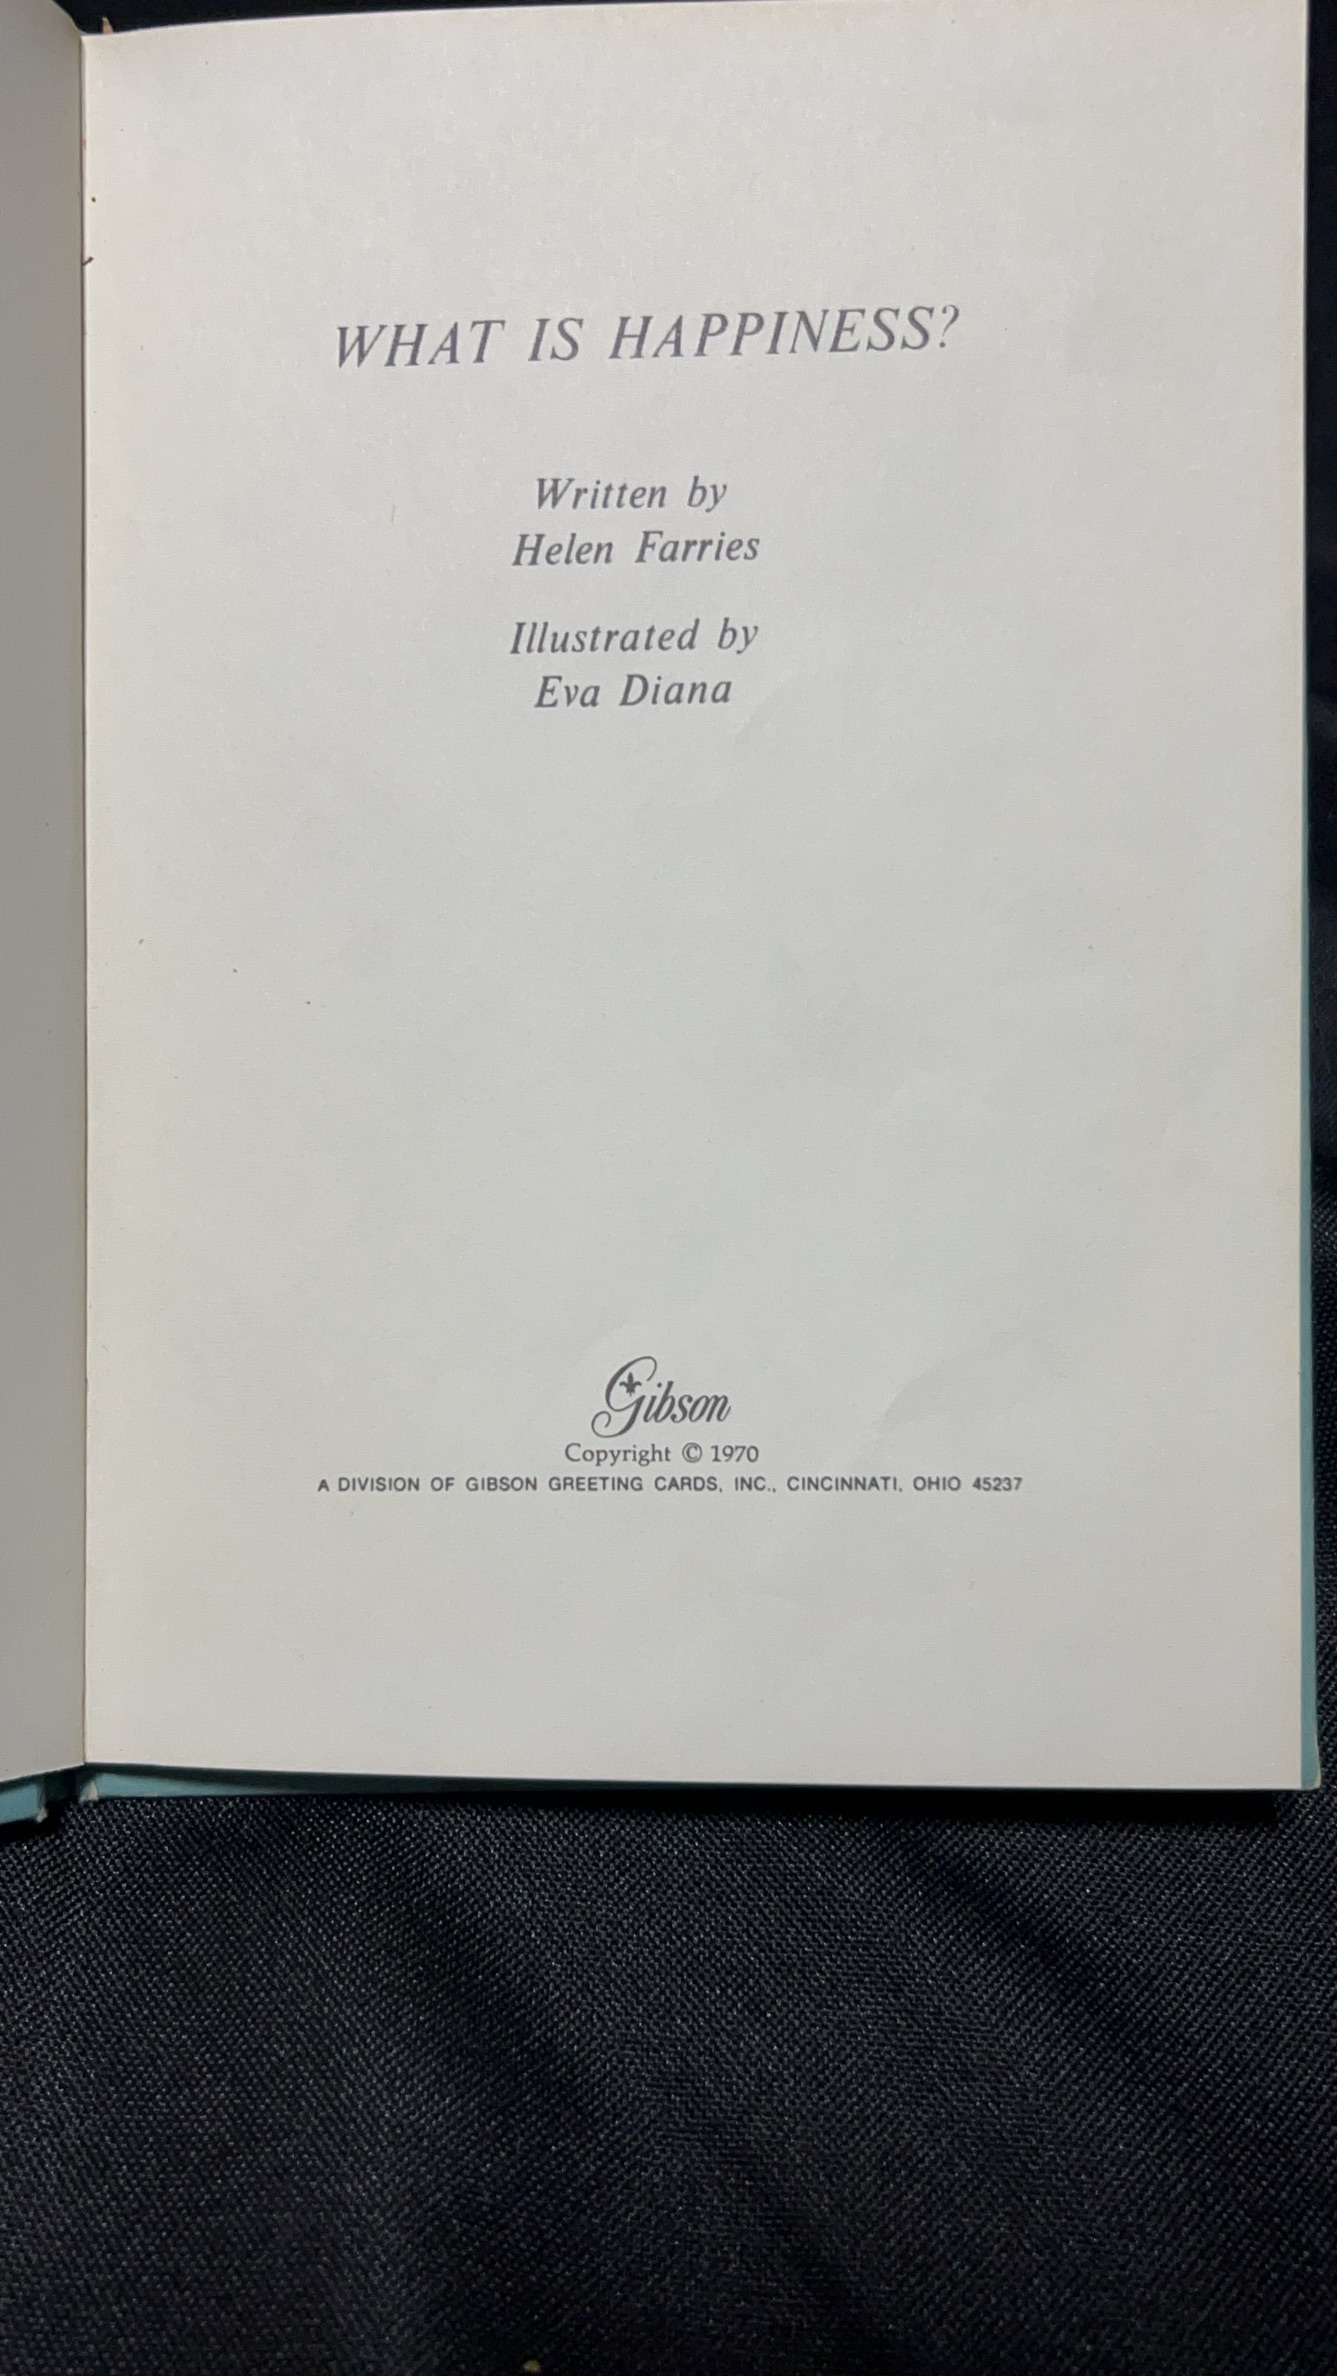 WHAT IS HAPPINESS?
Written by
Helen Farries
Illustrated by
Eva Diana
Gibson
Copyright © 1970
A DIVISION OF GIBSON GREETING CARDS, INC., CINCINNATI, OHIO 45237